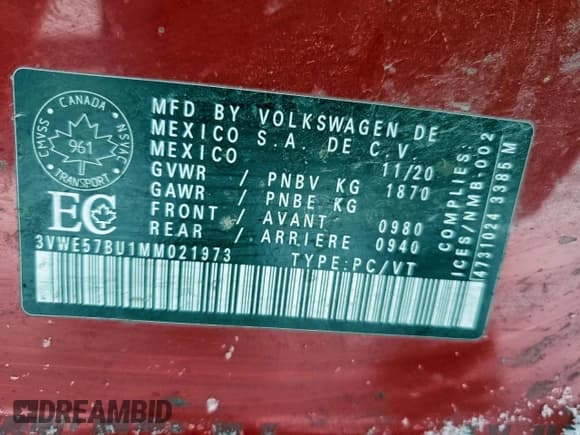 CMVSS • CANADA • NSVAC
961
TRANSPORT
EC
MFD BY VOLKSWAGEN DE
MEXICO S.A. DE C.V.
MEXICO 11/20
GVWR / PNBV KG 1870
GAWR / PNBE KG
FRONT / AVANT 0980
REAR / ARRIERE 0940
3VWE57BU1MM021973 TYPE:PC/VT
COMPLIES:
ICES/NMB-002
4731024 3385M
DREAMBID